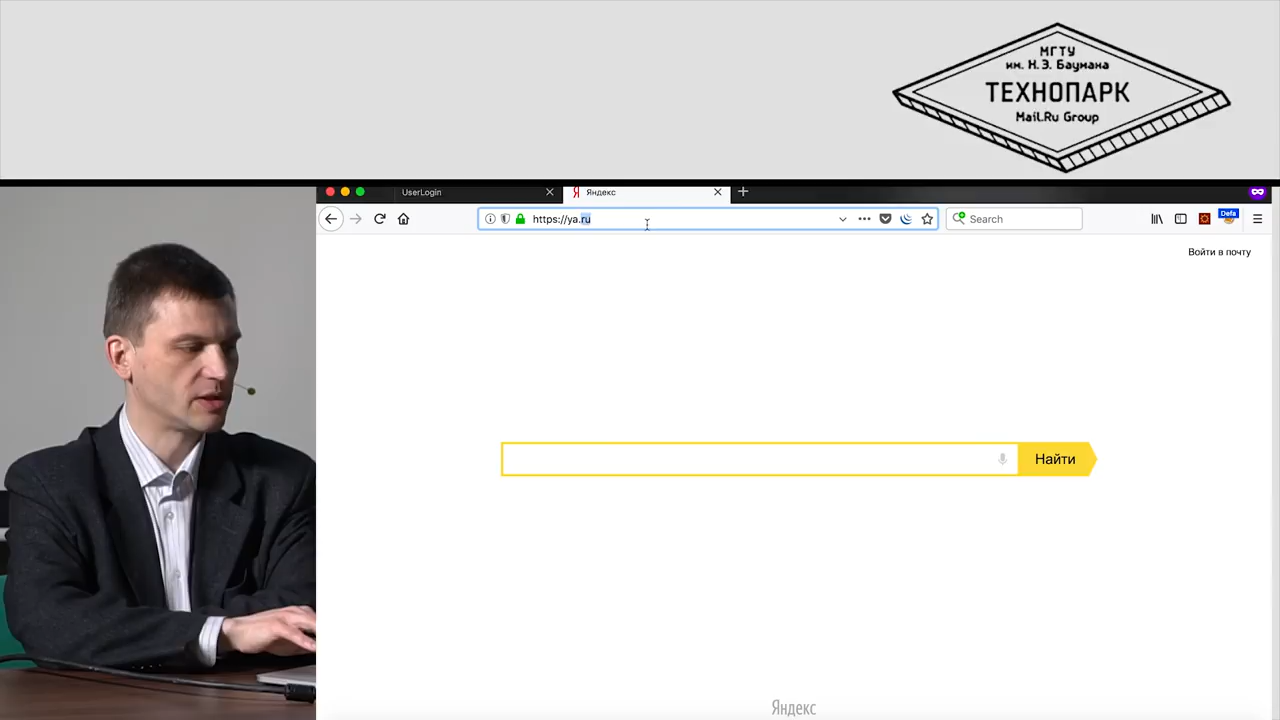 МГТУ
им. Н.Э. Баумана
ТЕХНОПАРК
Mail.Ru Group
UserLogin
Яндекс
https://ya.ru
Search
Defa
Войти в почту
Найти
Яндекс